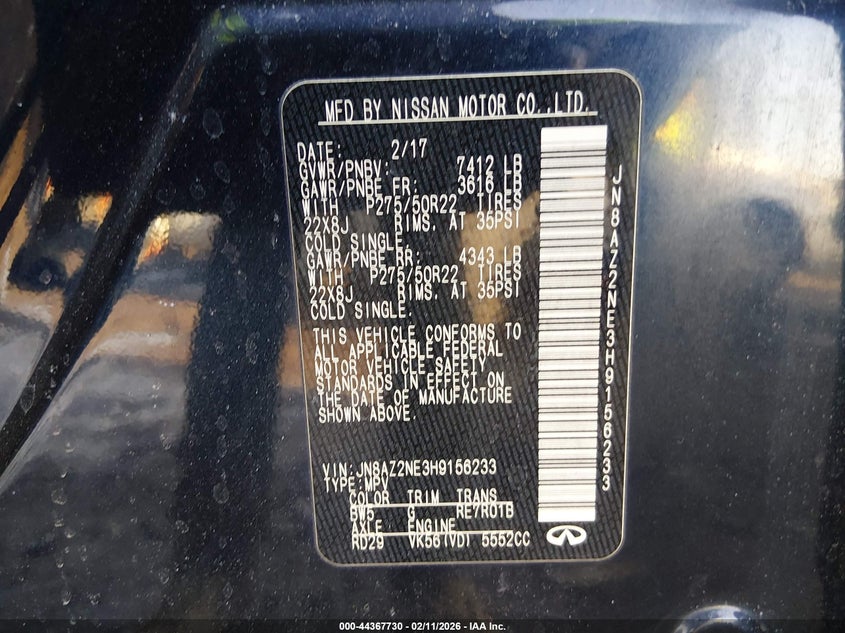 MFD BY NISSAN MOTOR CO.,LTD.
DATE: 2/17
GVWR/PNBV: 7412 LB
GAWR/PNBE FR: 3616 LB
WITH P275/50R22 TIRES
22X8J RIMS. AT 35PSI
COLD SINGLE.
GAWR/PNBE RR: 4343 LB
WITH P275/50R22 TIRES
22X8J RIMS. AT 35PSI
COLD SINGLE.
THIS VEHICLE CONFORMS TO
ALL APPLICABLE FEDERAL
MOTOR VEHICLE SAFETY
STANDARDS IN EFFECT ON
THE DATE OF MANUFACTURE
SHOWN ABOVE.
VIN:JN8AZ2NE3H9156233
TYPE:MPV
COLOR TRIM TRANS
BW5 G RE7R01B
AXLE ENGINE
RD29 VK56(VD) 5552CC
JN8AZ2NE3H9156233
000-44367730 - 02/11/2026 - IAA Inc.